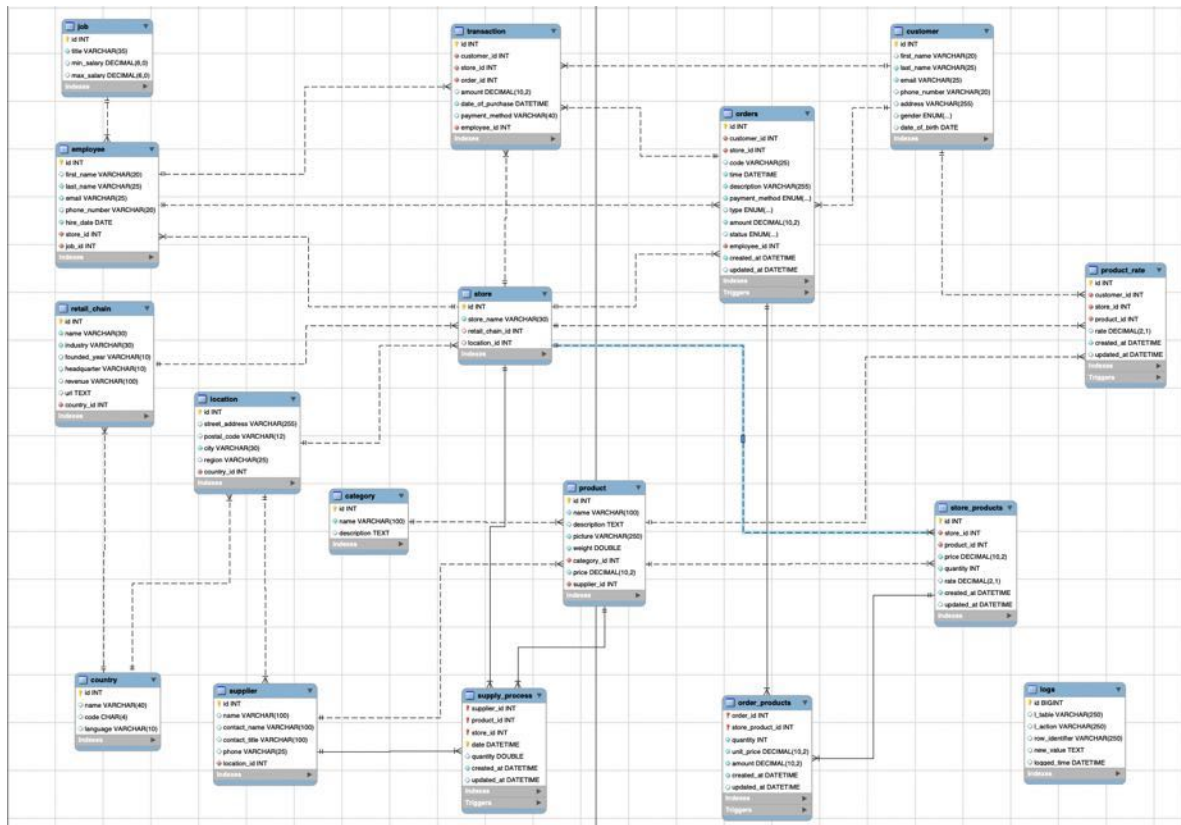 job
id INT
title VARCHAR(35)
min_salary DECIMAL(6,0)
max_salary DECIMAL(6,0)
Indexes
transaction
id INT
customer_id INT
store_id INT
order_id INT
amount DECIMAL(10,2)
date_of_purchase DATETIME
payment_method VARCHAR(40)
employee_id INT
Indexes
customer
id INT
first_name VARCHAR(20)
last_name VARCHAR(25)
email VARCHAR(25)
phone_number VARCHAR(20)
address VARCHAR(255)
gender ENUM(...)
date_of_birth DATE
Indexes
employee
id INT
first_name VARCHAR(20)
last_name VARCHAR(25)
email VARCHAR(25)
phone_number VARCHAR(20)
hire_date DATE
store_id INT
job_id INT
Indexes
orders
id INT
customer_id INT
store_id INT
code VARCHAR(25)
time DATETIME
description VARCHAR(255)
payment_method ENUM(...)
type ENUM(...)
amount DECIMAL(10,2)
status ENUM(...)
employee_id INT
created_at DATETIME
updated_at DATETIME
Indexes
Triggers
product_rate
id INT
customer_id INT
store_id INT
product_id INT
rate DECIMAL(2,1)
created_at DATETIME
updated_at DATETIME
Indexes
Triggers
retail_chain
id INT
name VARCHAR(30)
industry VARCHAR(30)
founded_year VARCHAR(10)
headquarter VARCHAR(10)
revenue VARCHAR(100)
url TEXT
country_id INT
Indexes
store
id INT
store_name VARCHAR(30)
retail_chain_id INT
location_id INT
Indexes
location
id INT
street_address VARCHAR(255)
postal_code VARCHAR(12)
city VARCHAR(30)
region VARCHAR(25)
country_id INT
Indexes
category
id INT
name VARCHAR(100)
description TEXT
Indexes
product
id INT
name VARCHAR(100)
description TEXT
picture VARCHAR(250)
weight DOUBLE
category_id INT
price DECIMAL(10,2)
supplier_id INT
Indexes
store_products
id INT
store_id INT
product_id INT
price DECIMAL(10,2)
quantity INT
rate DECIMAL(2,1)
created_at DATETIME
updated_at DATETIME
Indexes
country
id INT
name VARCHAR(40)
code CHAR(4)
language VARCHAR(10)
Indexes
supplier
id INT
name VARCHAR(100)
contact_name VARCHAR(100)
contact_title VARCHAR(100)
phone VARCHAR(25)
location_id INT
Indexes
supply_process
supplier_id INT
product_id INT
store_id INT
date DATETIME
quantity DOUBLE
created_at DATETIME
updated_at DATETIME
Indexes
Triggers
order_products
order_id INT
store_product_id INT
quantity INT
unit_price DECIMAL(10,2)
amount DECIMAL(10,2)
created_at DATETIME
updated_at DATETIME
Indexes
Triggers
logs
id BIGINT
t_table VARCHAR(250)
t_action VARCHAR(250)
row_identifier VARCHAR(250)
new_value TEXT
logged_time DATETIME
Indexes